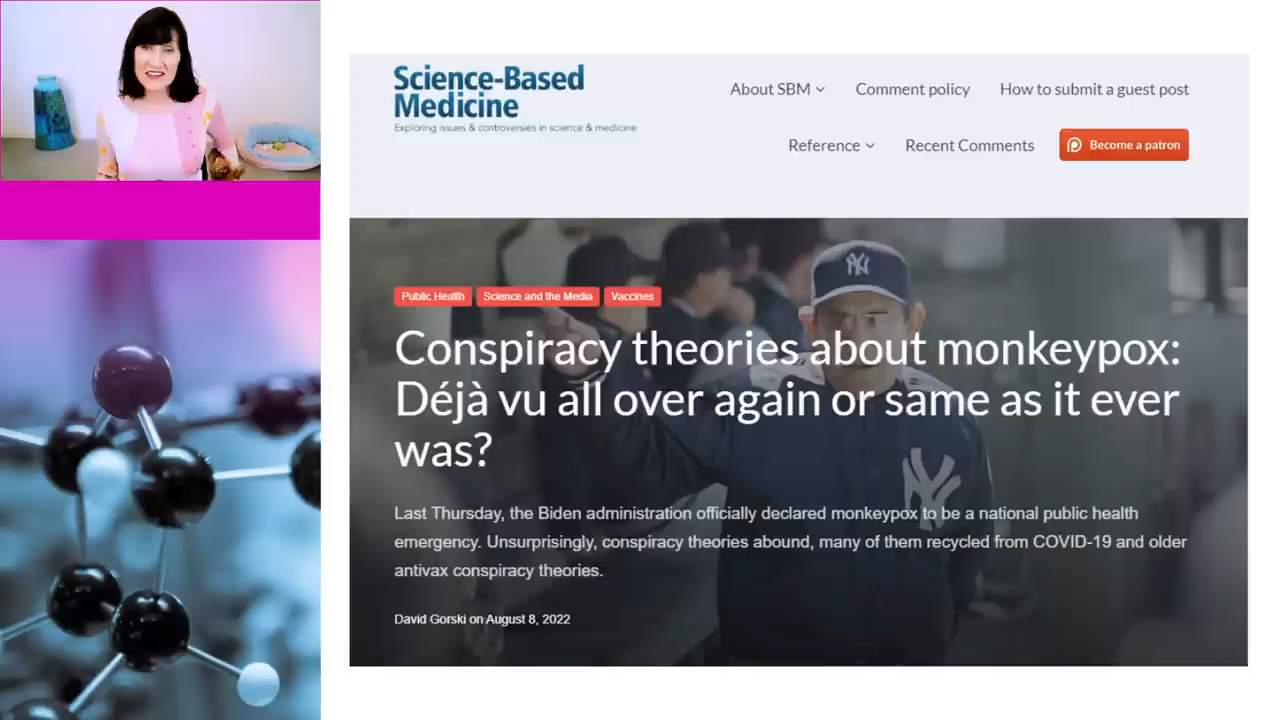 Science-Based
Medicine
Exploring issues & controversies in science & medicine
About SBM
Comment policy
How to submit a guest post
Reference
Recent Comments
Become a patron
Public Health
Science and the Media
Vaccines
Conspiracy theories about monkeypox:
Déjà vu all over again or same as it ever
was?
Last Thursday, the Biden administration officially declared monkeypox to be a national public health
emergency. Unsurprisingly, conspiracy theories abound, many of them recycled from COVID-19 and older
antivax conspiracy theories.
David Gorski on August 8, 2022
NY
NY